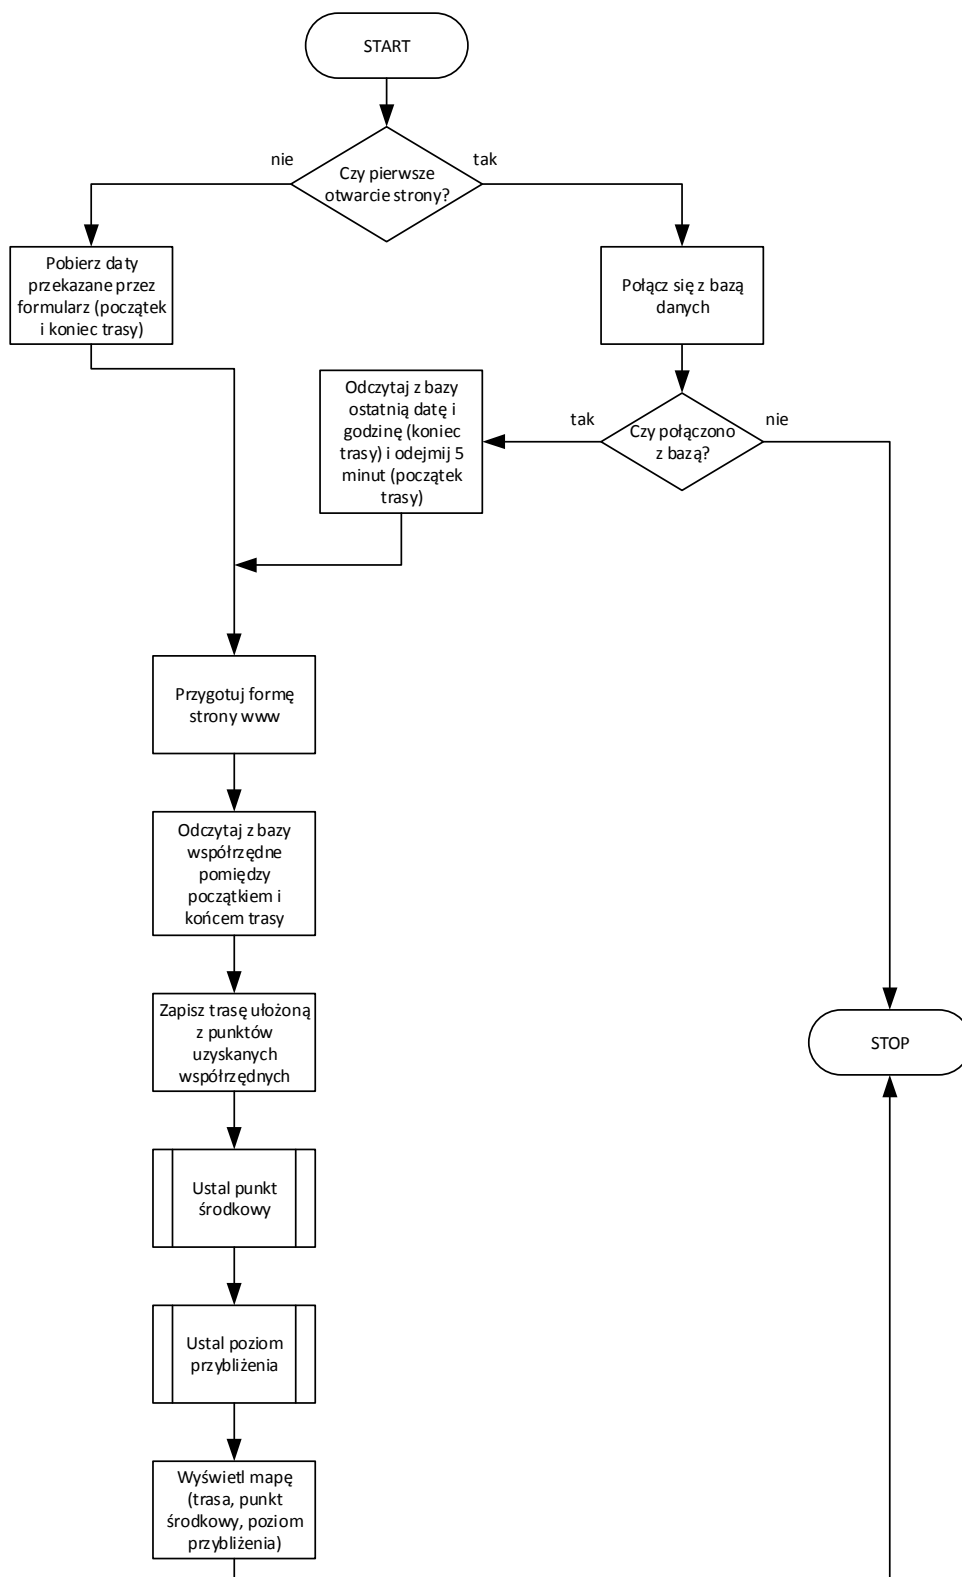 START
Czy pierwsze
otwarcie strony?
nie
tak
Pobierz daty
przekazane przez
formularz (początek
i koniec trasy)
Połącz się z bazą
danych
Odczytaj z bazy
ostatnią datę i
godzinę (koniec
trasy) i odejmij 5
minut (początek
trasy)
tak
Czy połączono
z bazą?
nie
Przygotuj formę
strony www
Odczytaj z bazy
współrzędne
pomiędzy
początkiem i
końcem trasy
Zapisz trasę ułożoną
z punktów
uzyskanych
współrzędnych
STOP
Ustal punkt
środkowy
Ustal poziom
przybliżenia
Wyświetl mapę
(trasa, punkt
środkowy, poziom
przybliżenia)